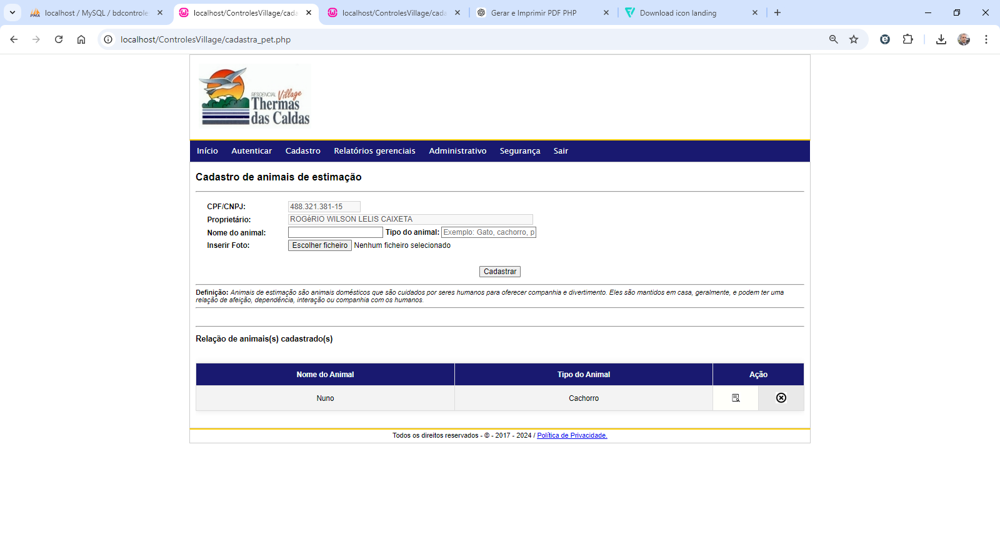 localhost / MySQL / bdcontrole
localhost/ControlesVillage/cada
localhost/ControlesVillage/cada
Gerar e Imprimir PDF PHP
Download icon landing
localhost/ControlesVillage/cadastra_pet.php
RESIDENCIAL Village
Thermas
das Caldas
Início Autenticar Cadastro Relatórios gerenciais Administrativo Segurança Sair
Cadastro de animais de estimação
CPF/CNPJ: 488.321.381-15
Proprietário: ROGéRIO WILSON LELIS CAIXETA
Nome do animal: Tipo do animal: Exemplo: Gato, cachorro, p
Inserir Foto: Escolher ficheiro Nenhum ficheiro selecionado
Cadastrar
Definição: Animais de estimação são animais domésticos que são cuidados por seres humanos para oferecer companhia e divertimento. Eles são mantidos em casa, geralmente, e podem ter uma
relação de afeição, dependência, interação ou companhia com os humanos.
Relação de animais(s) cadastrado(s)
Nome do Animal Tipo do Animal Ação
Nuno Cachorro
Todos os direitos reservados - © - 2017 - 2024 / Política de Privacidade.